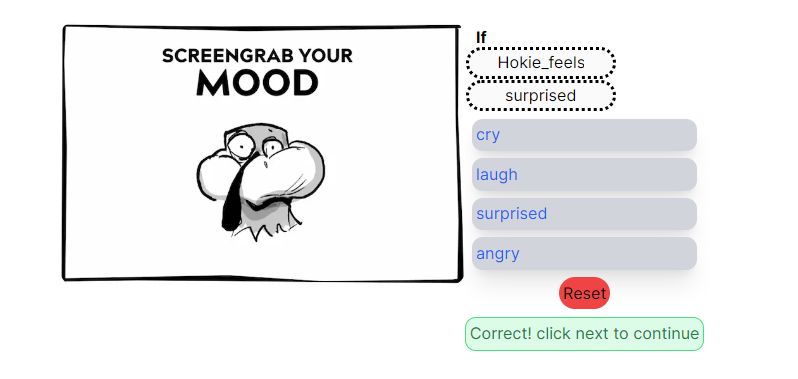 SCREENGRAB YOUR
MOOD
If
Hokie_feels
surprised
cry
laugh
surprised
angry
Reset
Correct! click next to continue